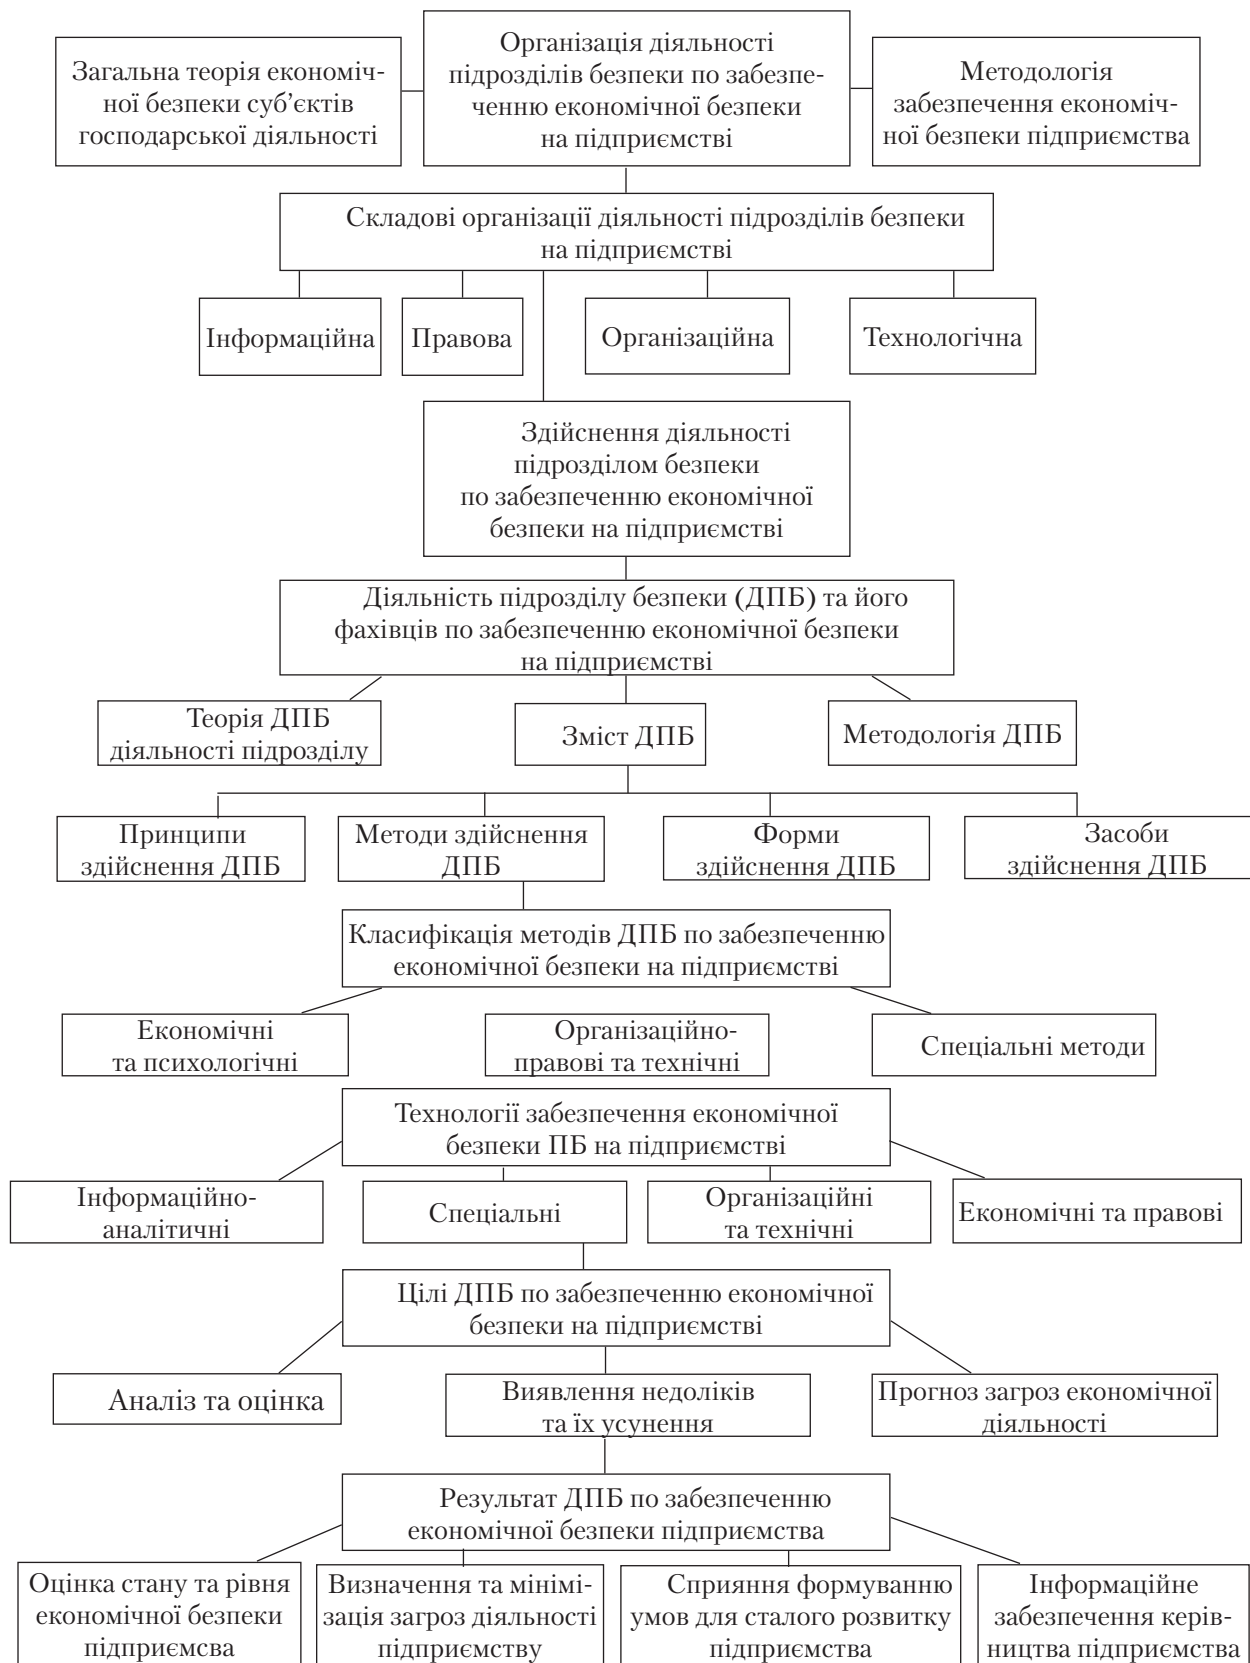 Загальна теорія економіч-
ної безпеки суб’єктів
господарської діяльності
Організація діяльності
підрозділів безпеки по забезпе-
ченню економічної безпеки
на підприємстві
Методологія
забезпечення економіч-
ної безпеки підприємства
Складові організації діяльності підрозділів безпеки
на підприємстві
Інформаційна
Правова
Організаційна
Технологічна
Здійснення діяльності
підрозділом безпеки
по забезпеченню економічної
безпеки на підприємстві
Діяльність підрозділу безпеки (ДПБ) та його
фахівців по забезпеченню економічної безпеки
на підприємстві
Теорія ДПБ
діяльності підрозділу
Зміст ДПБ
Методологія ДПБ
Принципи
здійснення ДПБ
Методи здійснення
ДПБ
Форми
здійснення ДПБ
Засоби
здійснення ДПБ
Класифікація методів ДПБ по забезпеченню
економічної безпеки на підприємстві
Економічні
та психологічні
Організаційно-
правові та технічні
Спеціальні методи
Технології забезпечення економічної
безпеки ПБ на підприємстві
Інформаційно-
аналітичні
Спеціальні
Організаційні
та технічні
Економічні та правові
Цілі ДПБ по забезпеченню економічної
безпеки на підприємстві
Аналіз та оцінка
Виявлення недоліків
та їх усунення
Прогноз загроз економічної
діяльності
Результат ДПБ по забезпеченню
економічної безпеки підприємства
Оцінка стану та рівня
економічної безпеки
підприємсва
Визначення та мінімі-
зація загроз діяльності
підприємству
Сприяння формуванню
умов для сталого розвитку
підприємства
Інформаційне
забезпечення керів-
ництва підприємства